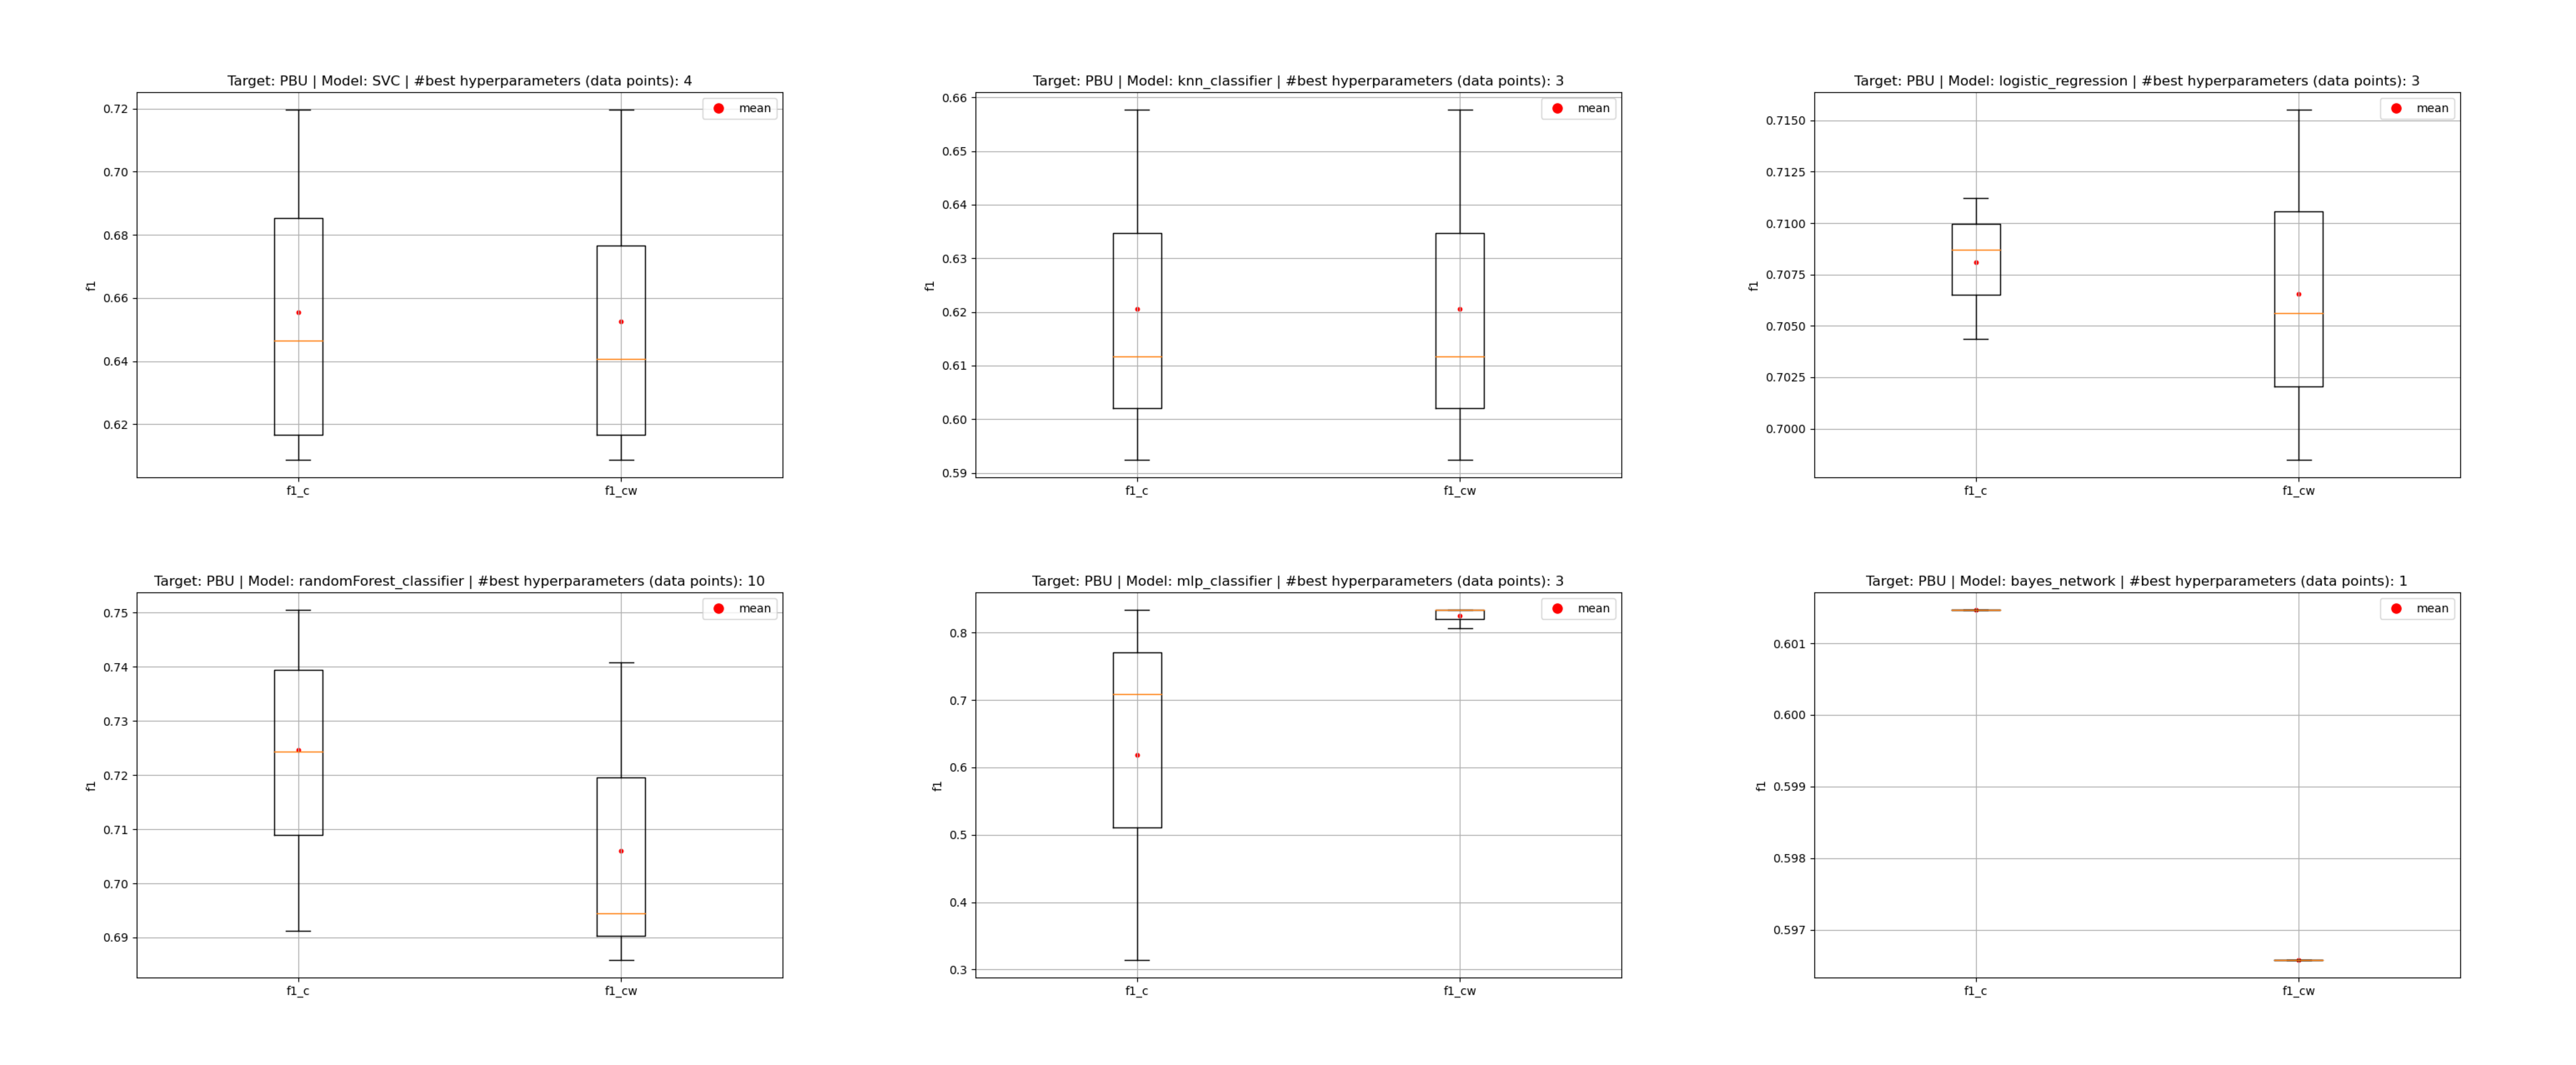 Target: PBU | Model: SVC | #best hyperparameters (data points): 4
mean
0.72
0.70
0.68
0.66
0.64
0.62
f1
f1_c
f1_cw
Target: PBU | Model: knn_classifier | #best hyperparameters (data points): 3
mean
0.66
0.65
0.64
0.63
0.62
0.61
0.60
0.59
f1
f1_c
f1_cw
Target: PBU | Model: logistic_regression | #best hyperparameters (data points): 3
mean
0.7150
0.7125
0.7100
0.7075
0.7050
0.7025
0.7000
f1
f1_c
f1_cw
Target: PBU | Model: randomForest_classifier | #best hyperparameters (data points): 10
mean
0.75
0.74
0.73
0.72
0.71
0.70
0.69
f1
f1_c
f1_cw
Target: PBU | Model: mlp_classifier | #best hyperparameters (data points): 3
mean
0.8
0.7
0.6
0.5
0.4
0.3
f1
f1_c
f1_cw
Target: PBU | Model: bayes_network | #best hyperparameters (data points): 1
mean
0.601
0.600
0.599
0.598
0.597
f1
f1_c
f1_cw